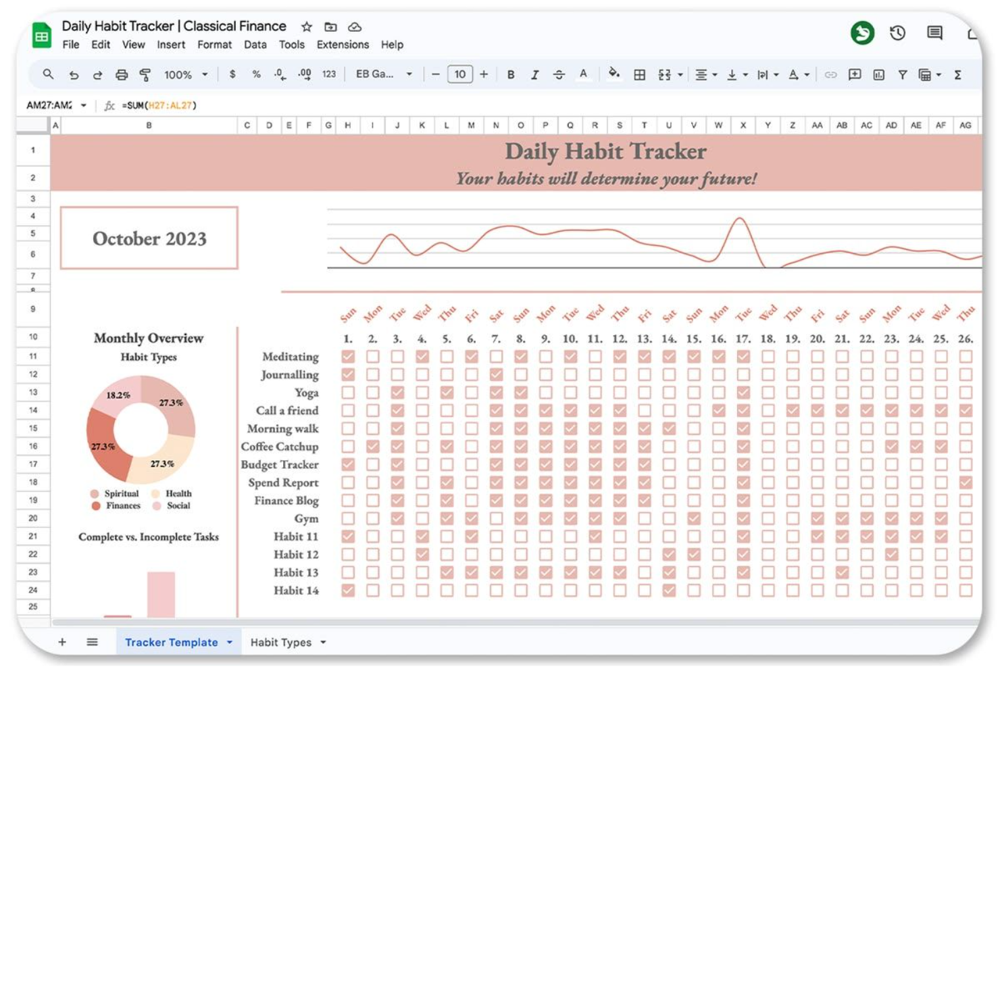 Daily Habit Tracker | Classical Finance
File Edit View Insert Format Data Tools Extensions Help
100% $ % .0 .00 123 EB Ga... − 10 + B I S A Σ
AM27:AM2 fx =SUM(H27:AL27)
A B C D E F G H I J K L M N O P Q R S T U V W X Y Z AA AB AC AD AE AF AG
1 Daily Habit Tracker
2 Your habits will determine your future!
3
4
5 October 2023
6
7
8
9 Sun Mon Tue Wed Thu Fri Sat Sun Mon Tue Wed Thu Fri Sat Sun Mon Tue Wed Thu Fri Sat Sun Mon Tue Wed Thu
10 Monthly Overview 1. 2. 3. 4. 5. 6. 7. 8. 9. 10. 11. 12. 13. 14. 15. 16. 17. 18. 19. 20. 21. 22. 23. 24. 25. 26.
11 Habit Types Meditating
12 Journalling
13 Yoga
18.2% 27.3%
14 Call a friend
15 Morning walk
16 27.3% Coffee Catchup
17 27.3% Budget Tracker
18 Spend Report
Spiritual Health
19 Finance Blog
Finances Social
20 Gym
21 Complete vs. Incomplete Tasks Habit 11
22 Habit 12
23 Habit 13
24 Habit 14
25
+ Tracker Template Habit Types